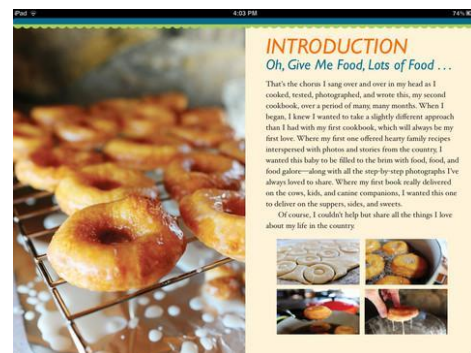 iPad
4:03 PM
74%
INTRODUCTION
Oh, Give Me Food, Lots of Food . . .
That's the chorus I sang over and over in my head as I
cooked, tested, photographed, and wrote this, my second
cookbook, over a period of many, many months. When I
began, I knew I wanted to take a slightly different approach
than I had with my first cookbook, which will always be my
first love. Where my first one offered hearty family recipes
interspersed with photos and stories from the country, I
wanted this baby to be filled to the brim with food, food, and
food galore—along with all the step-by-step photographs I've
always loved to share. Where my first book really delivered
on the cows, kids, and canine companions, I wanted this one
to deliver on the suppers, sides, and sweets.
Of course, I couldn't help but share all the things I love
about my life in the country